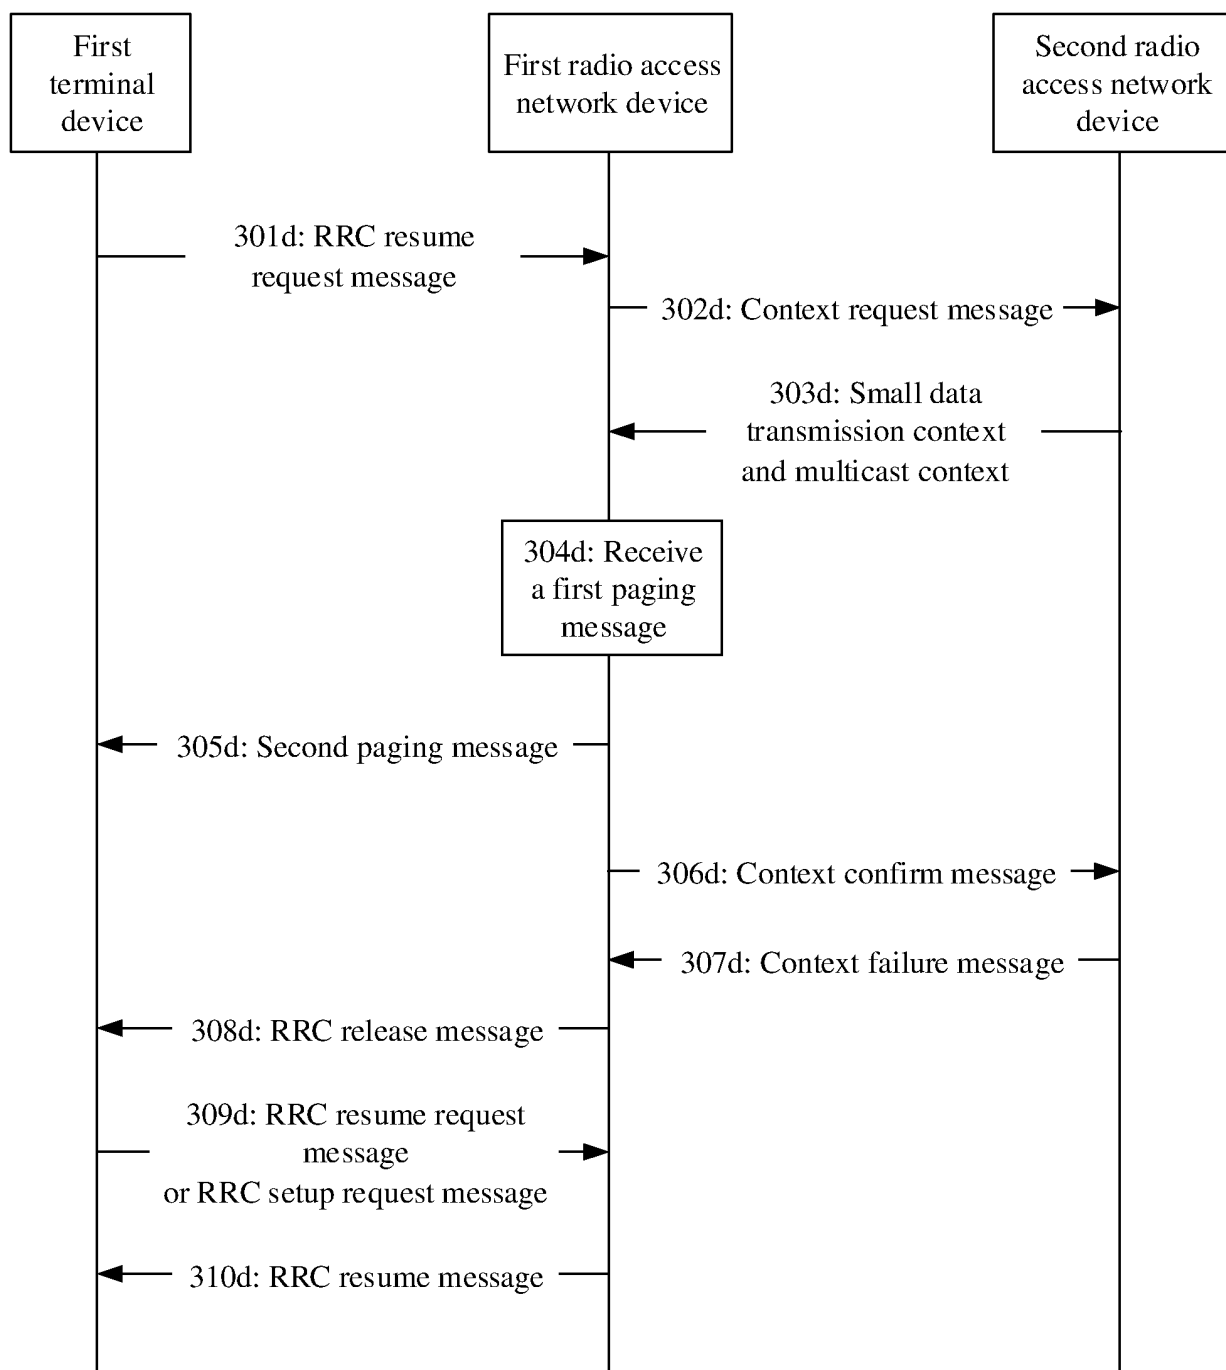 First
terminal
device
First radio access
network device
Second radio
access network
device
301d: RRC resume
request message
302d: Context request message
303d: Small data
transmission context
and multicast context
304d: Receive
a first paging
message
305d: Second paging message
306d: Context confirm message
307d: Context failure message
308d: RRC release message
309d: RRC resume request
message
or RRC setup request message
310d: RRC resume message